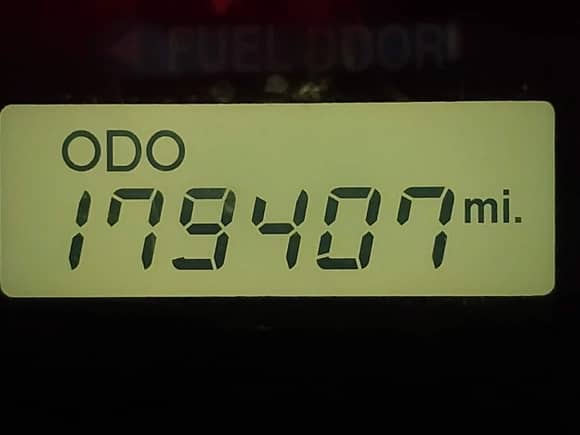 ◀ FUEL DOOR
ODO
179407 mi.